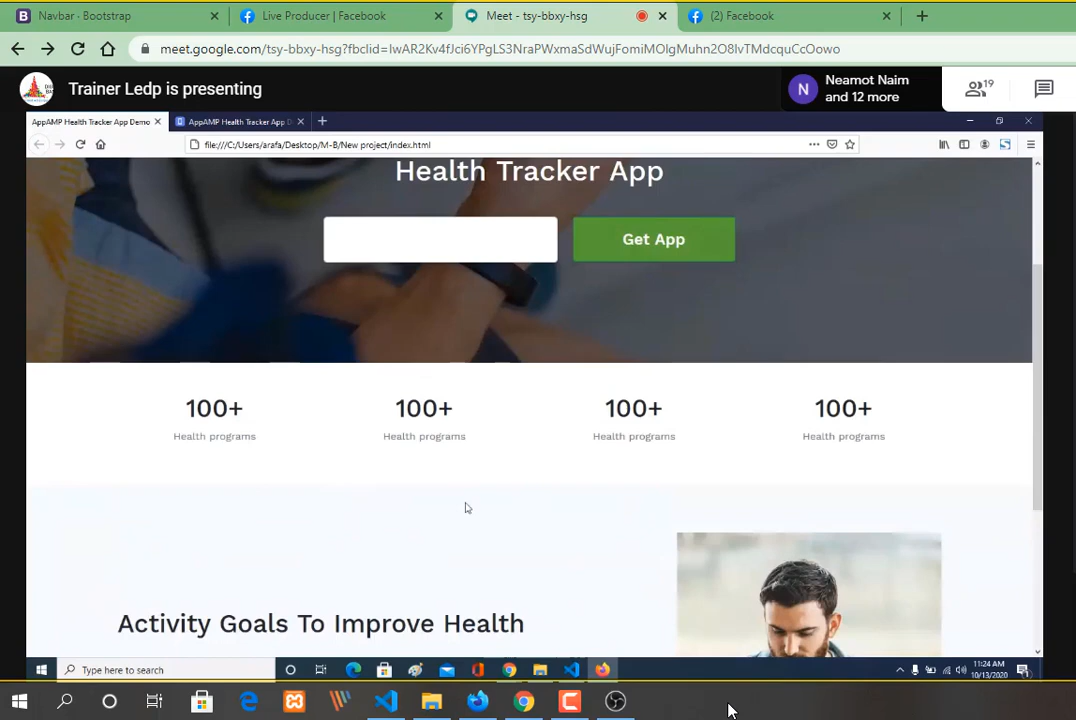 Navbar · Bootstrap
Live Producer | Facebook
Meet - tsy-bbxy-hsg
(2) Facebook
meet.google.com/tsy-bbxy-hsg?fbclid=IwAR2Kv4fJci6YPgLS3NraPWxmaSdWujFomiMOlgMuhn2O8IvTMdcquCcOowo
Trainer Ledp is presenting
N
Neamot Naim
and 12 more
19
AppAMP Health Tracker App Demo
AppAMP Health Tracker App D
file:///C:/Users/arafa/Desktop/M-B/New project/index.html
Health Tracker App
Get App
100+
100+
100+
100+
Health programs
Health programs
Health programs
Health programs
Activity Goals To Improve Health
Type here to search
11:24 AM
10/13/2020